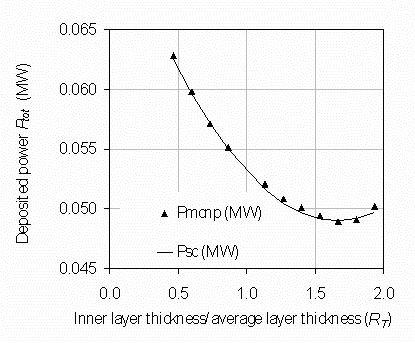 0.065
0.060
0.055
0.050
0.045
Deposited power Ptot (MW)
Pmcnp (MW)
Psc (MW)
0.0 0.5 1.0 1.5 2.0
Inner layer thickness/average layer thickness (RT)